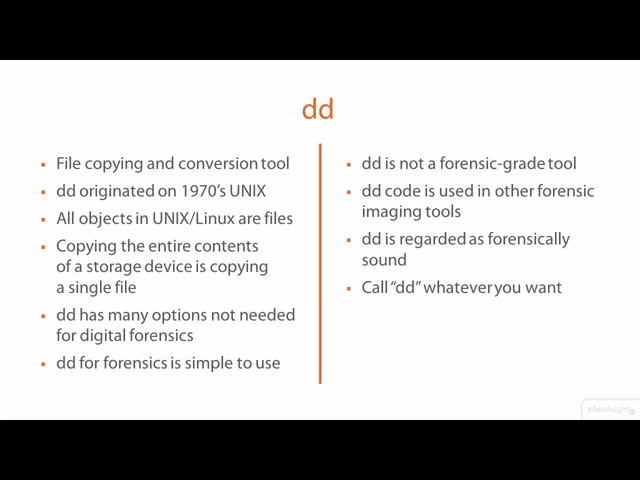 dd
▪ File copying and conversion tool
▪ dd originated on 1970's UNIX
▪ All objects in UNIX/Linux are files
▪ Copying the entire contents
of a storage device is copying
a single file
▪ dd has many options not needed
for digital forensics
▪ dd for forensics is simple to use
▪ dd is not a forensic-grade tool
▪ dd code is used in other forensic
imaging tools
▪ dd is regarded as forensically
sound
▪ Call “dd” whatever you want
pluralsight